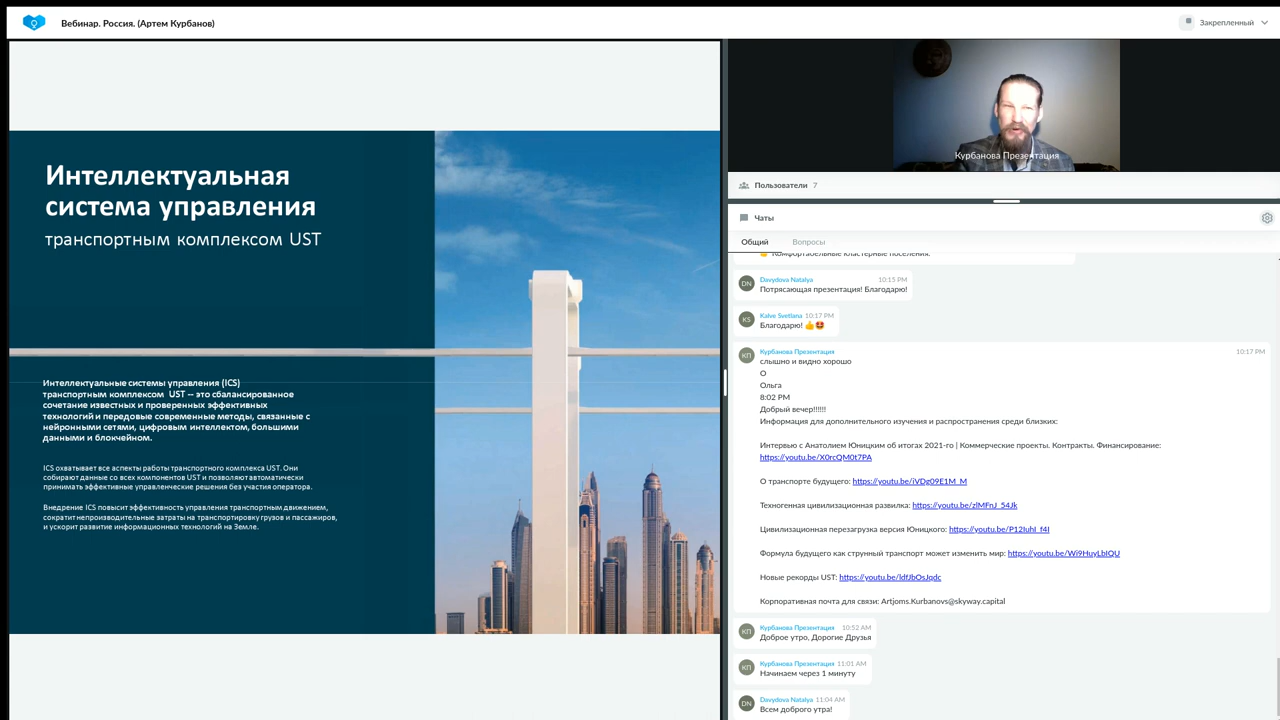 Вебинар. Россия. (Артем Курбанов)
Закрепленный
Интеллектуальная
система управления
транспортным комплексом UST
Интеллектуальные системы управления (ICS)
транспортным комплексом UST – это сбалансированное
сочетание известных и проверенных эффективных
технологий и передовые современные методы, связанные с
нейронными сетями, цифровым интеллектом, большими
данными и блокчейном.
ICS охватывает все аспекты работы транспортного комплекса UST. Они
собирают данные со всех компонентов UST и позволяют автоматически
принимать эффективные управленческие решения без участия оператора.
Внедрение ICS повысит эффективность управления транспортным движением,
сократит непроизводительные затраты на транспортировку грузов и пассажиров,
и ускорит развитие информационных технологий на Земле.
Курбанова Презентация
Пользователи 7
Чаты
Общий Вопросы
Комфортабельные кластерные поселения.
DN Davydova Natalya 10:15 PM
Потрясающая презентация! Благодарю!
KS Kalve Svetlana 10:17 PM
Благодарю! 👍🤩
КП Курбанова Презентация 10:17 PM
слышно и видно хорошо
О
Ольга
8:02 PM
Добрый вечер!!!!!!
Информация для дополнительного изучения и распространения среди близких:
Интервью с Анатолием Юницким об итогах 2021-го | Коммерческие проекты. Контракты. Финансирование:
https://youtu.be/X0rcQM0t7PA
О транспорте будущего: https://youtu.be/iVDg09E1M_M
Техногенная цивилизационная развилка: https://youtu.be/zlMFnJ_54Jk
Цивилизационная перезагрузка версия Юницкого: https://youtu.be/P12Iuhl_f4I
Формула будущего как струнный транспорт может изменить мир: https://youtu.be/Wi9HuyLbIQU
Новые рекорды UST: https://youtu.be/ldfJbOsJqdc
Корпоративная почта для связи: Artjoms.Kurbanovs@skyway.capital
КП Курбанова Презентация 10:52 AM
Доброе утро, Дорогие Друзья
КП Курбанова Презентация 11:01 AM
Начинаем через 1 минуту
DN Davydova Natalya 11:04 AM
Всем доброго утра!